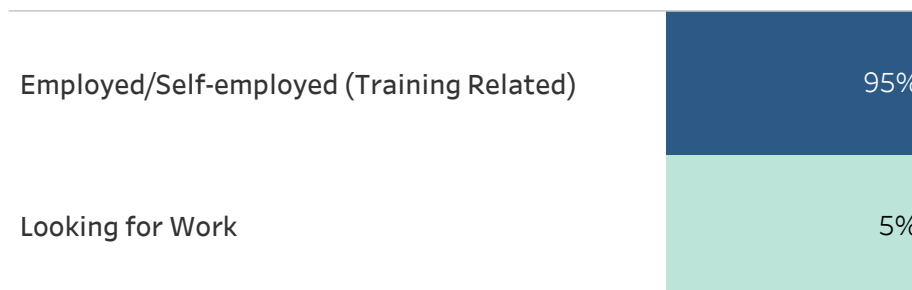 Employed/Self-employed (Training Related) 95%
Looking for Work 5%